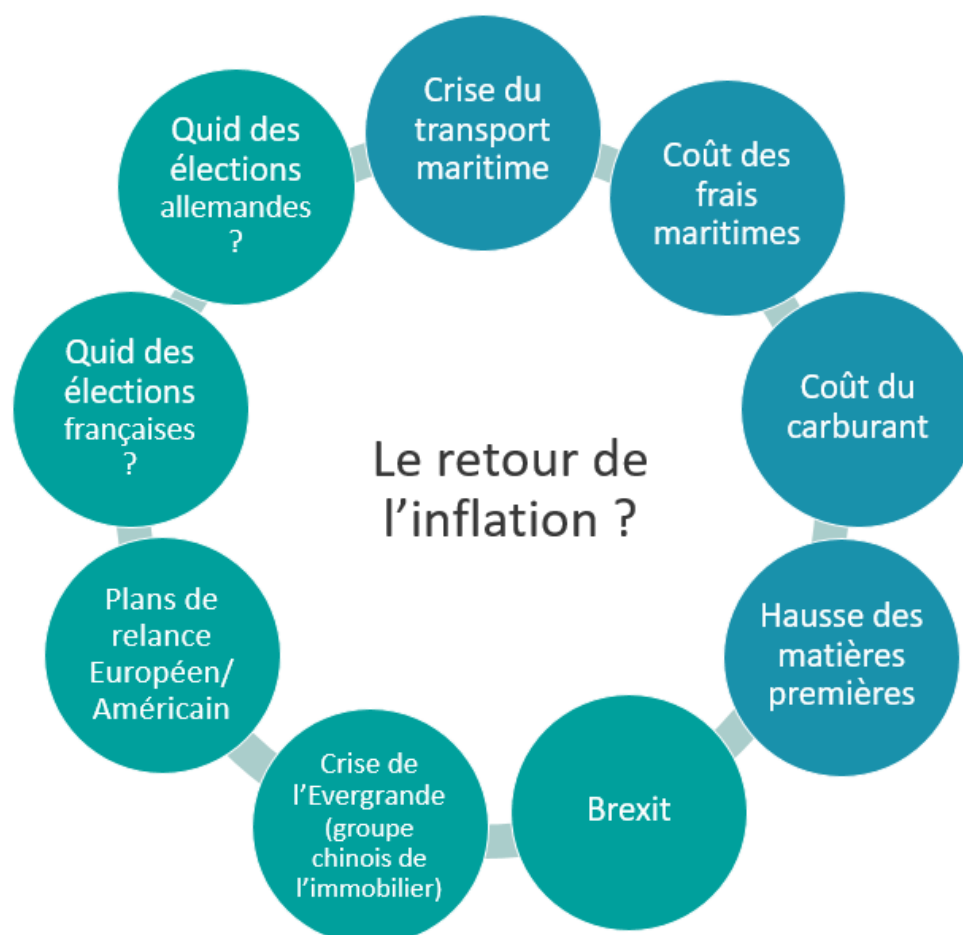 Crise du
transport
maritime
Coût des
frais
maritimes
Coût du
carburant
Hausse des
matières
premières
Brexit
Crise de
l’Evergrande
(groupe
chinois de
l’immobilier)
Plans de
relance
Européen/
Américain
Quid des
élections
françaises
?
Quid des
élections
allemandes
?
Le retour de
l’inflation ?